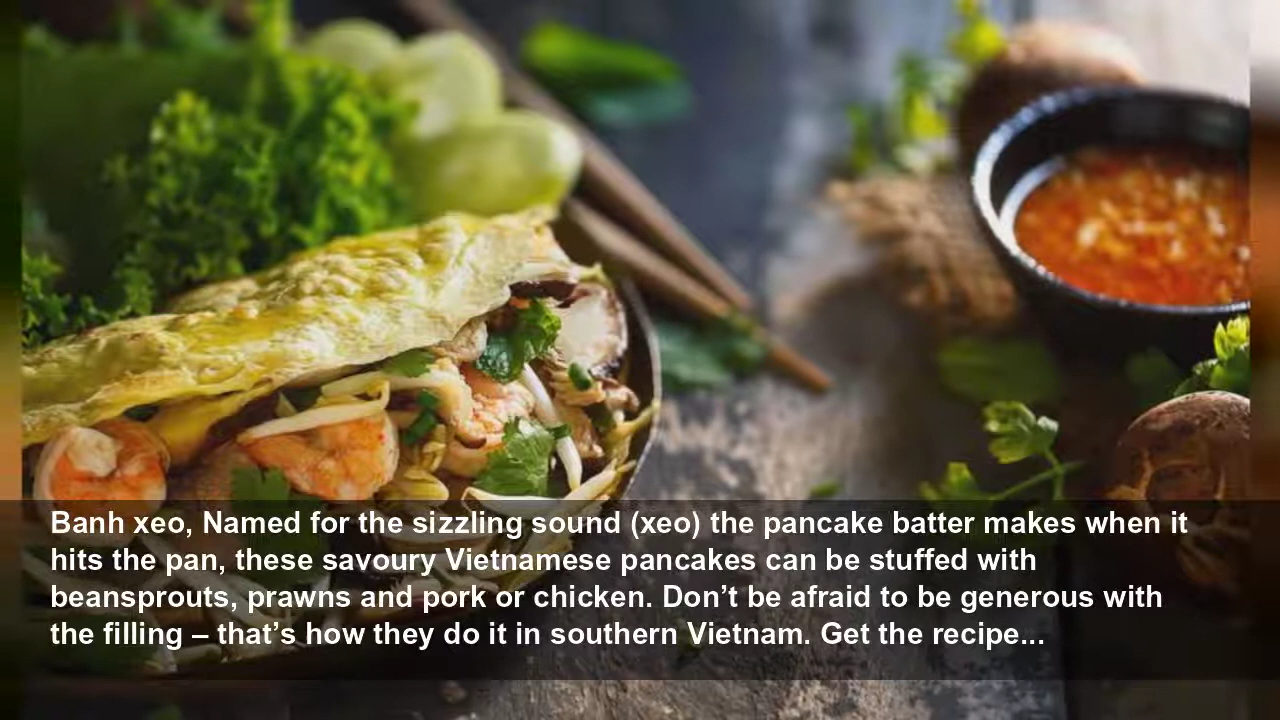 Banh xeo, Named for the sizzling sound (xeo) the pancake batter makes when it
hits the pan, these savoury Vietnamese pancakes can be stuffed with
beansprouts, prawns and pork or chicken. Don’t be afraid to be generous with
the filling – that’s how they do it in southern Vietnam. Get the recipe...